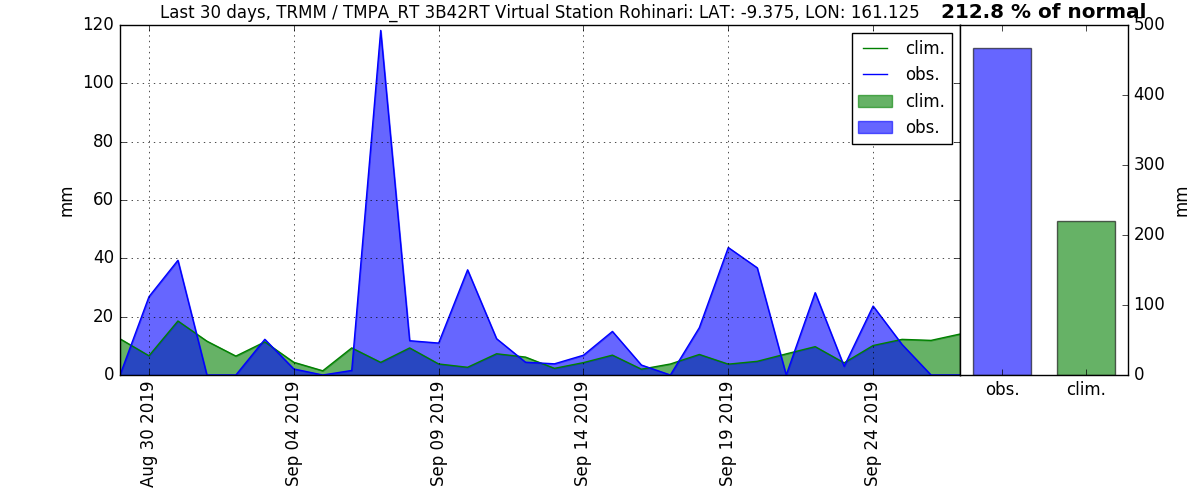 Last 30 days, TRMM / TMPA_RT 3B42RT Virtual Station Rohinari: LAT: -9.375, LON: 161.125
212.8 % of normal
120
100
80
60
40
20
0
mm
clim.
obs.
clim.
obs.
Aug 30 2019
Sep 04 2019
Sep 09 2019
Sep 14 2019
Sep 19 2019
Sep 24 2019
500
400
300
200
100
0
mm
obs.
clim.